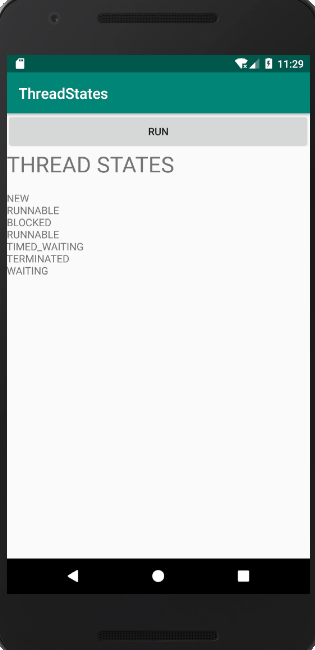 11:29
ThreadStates
RUN
THREAD STATES
NEW
RUNNABLE
BLOCKED
RUNNABLE
TIMED_WAITING
TERMINATED
WAITING